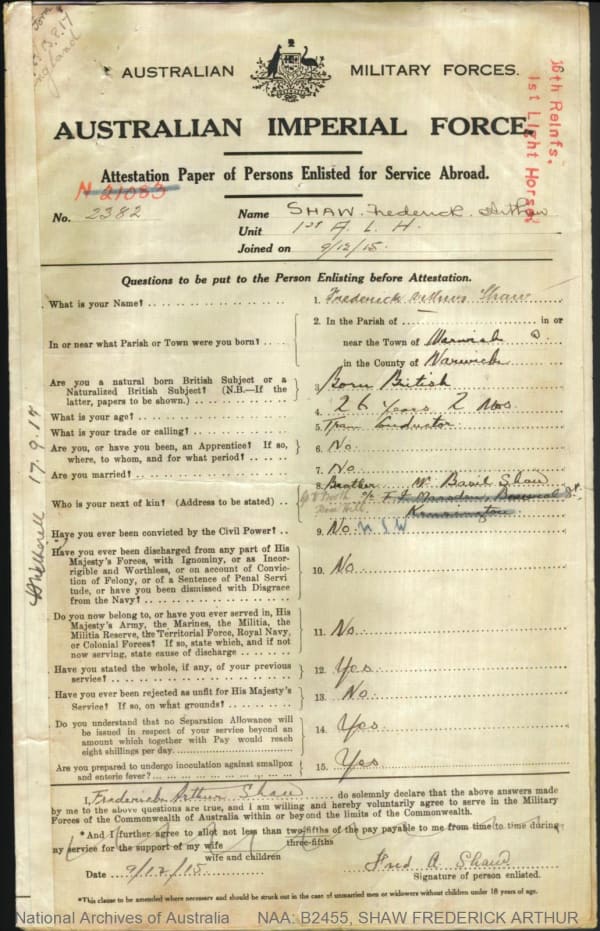 England
AUSTRALIAN MILITARY FORCES.
16th Reinfs.
1st Light Horse
AUSTRALIAN IMPERIAL FORCE.
Attestation Paper of Persons Enlisted for Service Abroad.
N 21083
No. 2382
Name SHAW. Frederick. Arthur
Unit 1st A. L. H.
Joined on 9/12/15.
Questions to be put to the Person Enlisting before Attestation.
What is your Name? 1. Frederick Arthur Shaw
In or near what Parish or Town were you born? 2. In the Parish of in or
near the Town of Warwick Q.
in the County of Warwick
Are you a natural born British Subject or a
Naturalized British Subject? (N.B.—If the
latter, papers to be shown.) 3. Born British
What is your age? 4. 26 Years 2 Mos
What is your trade or calling? 5. Tram Conductor
Are you, or have you been, an Apprentice? If so,
where, to whom, and for what period? 6. No.
Are you married? 7. No
Who is your next of kin? (Address to be stated) 8. Brother W. Basil Shaw
c/o F. J. Marsden, St.
Rose Hill Kensington
N S W
Have you ever been convicted by the Civil Power? 9. No.
Have you ever been discharged from any part of His
Majesty's Forces, with Ignominy, or as Incor-
rigible and Worthless, or on account of Convic-
tion of Felony, or of a Sentence of Penal Servi-
tude, or have you been dismissed with Disgrace
from the Navy? 10. No.
Do you now belong to, or have you ever served in, His
Majesty's Army, the Marines, the Militia, the
Militia Reserve, the Territorial Force, Royal Navy,
or Colonial Forces? If so, state which, and if not
now serving, state cause of discharge 11. No.
Have you stated the whole, if any, of your previous
service? 12. Yes
Have you ever been rejected as unfit for His Majesty's
Service? If so, on what grounds? 13. No.
Do you understand that no Separation Allowance will
be issued in respect of your service beyond an
amount which together with Pay would reach
eight shillings per day. 14. Yes
Are you prepared to undergo inoculation against smallpox
and enteric fever? 15. Yes
17.9.17
I, Frederick Arthur Shaw do solemnly declare that the above answers made
by me to the above questions are true, and I am willing and hereby voluntarily agree to serve in the Military
Forces of the Commonwealth of Australia within or beyond the limits of the Commonwealth.
*And I further agree to allot not less than two-fifths of the pay payable to me from time to time during
three-fifths
my service for the support of my wife
wife and children
Date 9/12/15 Fred A. Shaw
Signature of person enlisted.
*This clause to be amended where necessary and should be struck out in the case of unmarried men or widowers without children under 18 years of age.
National Archives of Australia NAA: B2455, SHAW FREDERICK ARTHUR